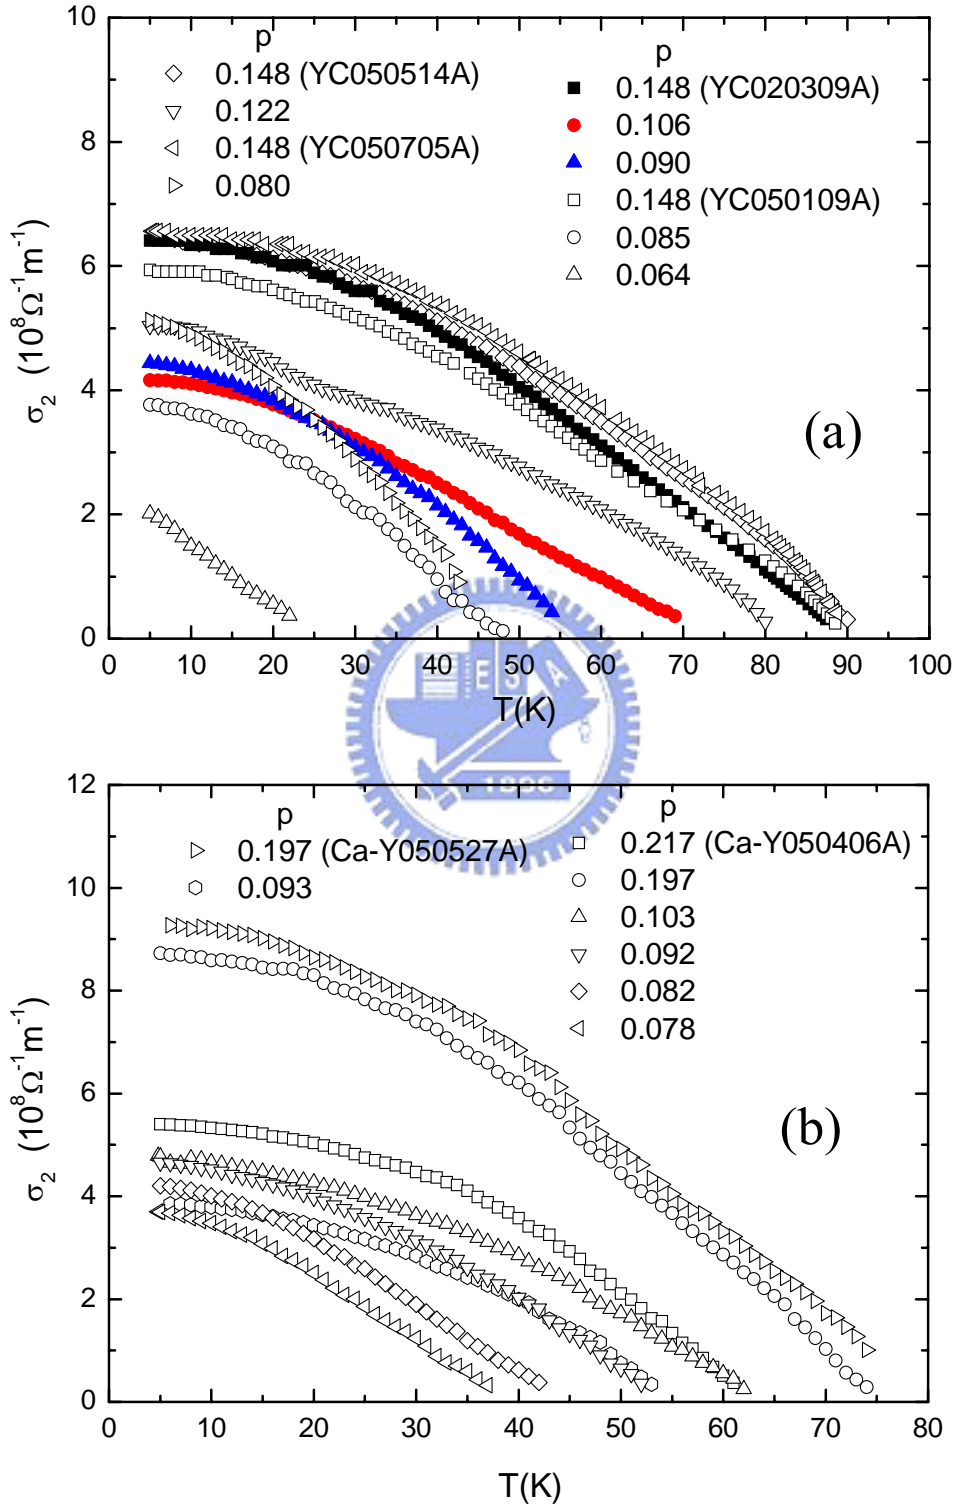 10
8
6
4
2
0
σ2 (10^8Ω^-1m^-1)
p
0.148 (YC050514A)
0.122
0.148 (YC050705A)
0.080
p
0.148 (YC020309A)
0.106
0.090
0.148 (YC050109A)
0.085
0.064
(a)
0 10 20 30 40 50 60 70 80 90 100
T(K)
E S A
1896
12
10
8
6
4
2
0
σ2 (10^8Ω^-1m^-1)
p
0.197 (Ca-Y050527A)
0.093
p
0.217 (Ca-Y050406A)
0.197
0.103
0.092
0.082
0.078
(b)
0 10 20 30 40 50 60 70 80
T(K)